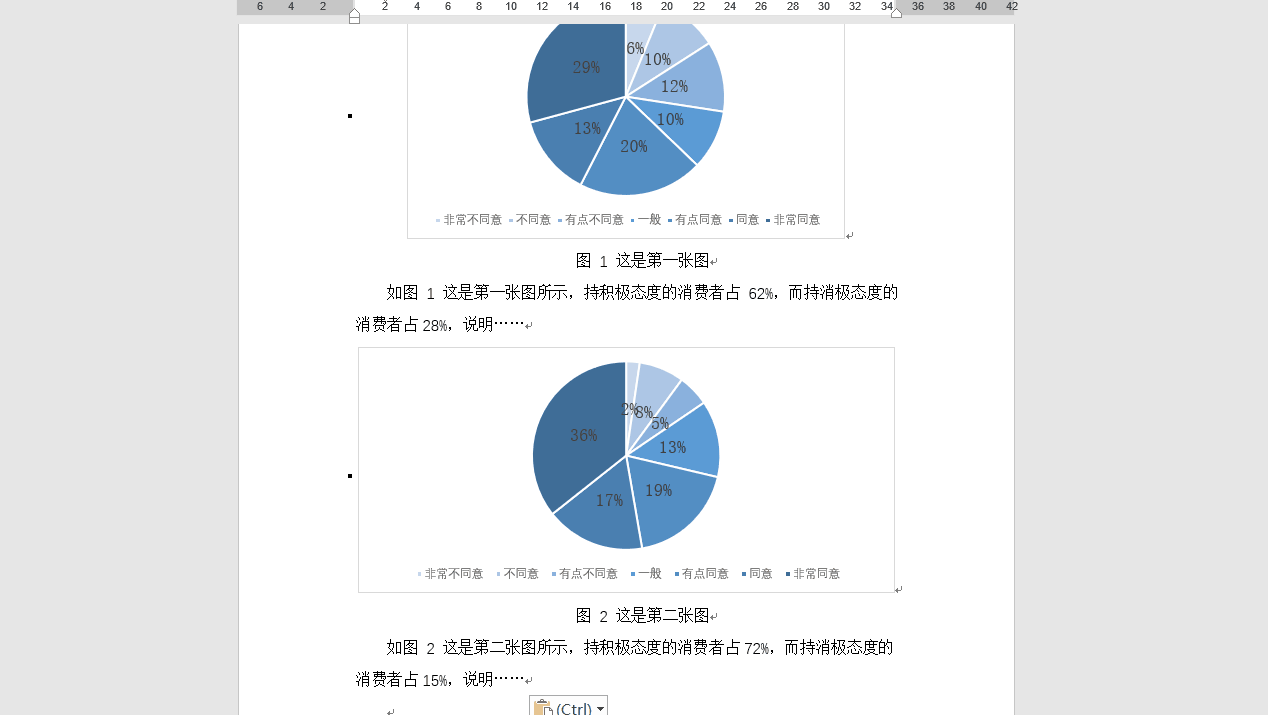 6 4 2 2 4 6 8 10 12 14 16 18 20 22 24 26 28 30 32 34 36 38 40 42
6%
10%
29%
12%
10%
13%
20%
非常不同意 不同意 有点不同意 一般 有点同意 同意 非常同意
图 1 这是第一张图
如图 1 这是第一张图所示，持积极态度的消费者占 62%，而持消极态度的
消费者占 28%，说明……
2%
8%
5%
36%
13%
19%
17%
非常不同意 不同意 有点不同意 一般 有点同意 同意 非常同意
图 2 这是第二张图
如图 2 这是第二张图所示，持积极态度的消费者占 72%，而持消极态度的
消费者占 15%，说明……
(Ctrl)